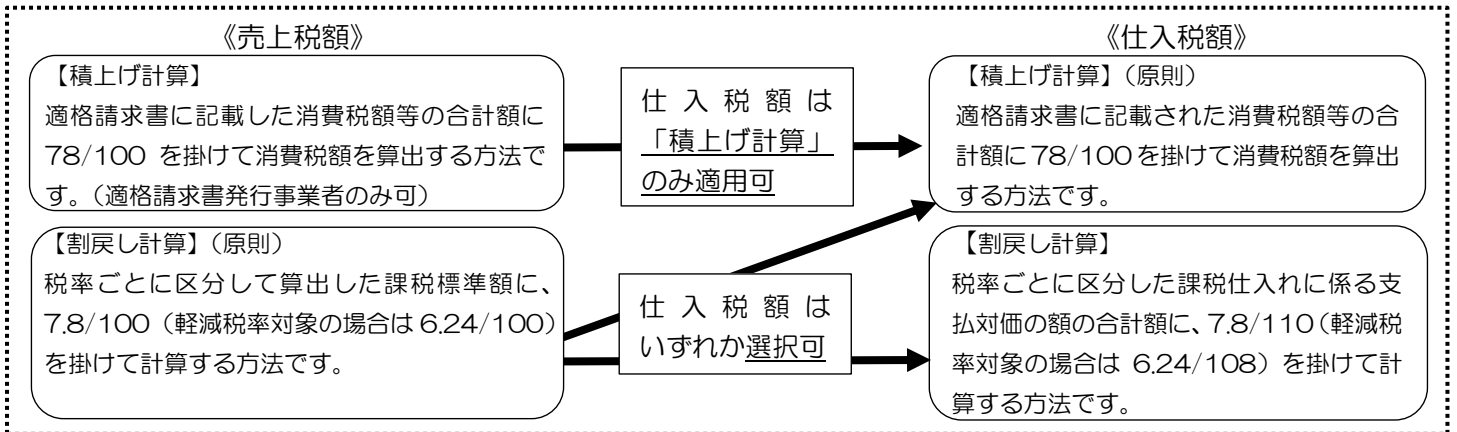 《売上税額》
【積上げ計算】
適格請求書に記載した消費税額等の合計額に
78/100 を掛けて消費税額を算出する方法で
す。（適格請求書発行事業者のみ可）
【割戻し計算】（原則）
税率ごとに区分して算出した課税標準額に、
7.8/100（軽減税率対象の場合は 6.24/100）
を掛けて計算する方法です。
仕入税額は
「積上げ計算」
のみ適用可
仕入税額は
いずれか選択可
《仕入税額》
【積上げ計算】（原則）
適格請求書に記載された消費税額等の合
計額に 78/100 を掛けて消費税額を算出
する方法です。
【割戻し計算】
税率ごとに区分した課税仕入れに係る支
払対価の額の合計額に、7.8/110（軽減税
率対象の場合は 6.24/108）を掛けて計
算する方法です。